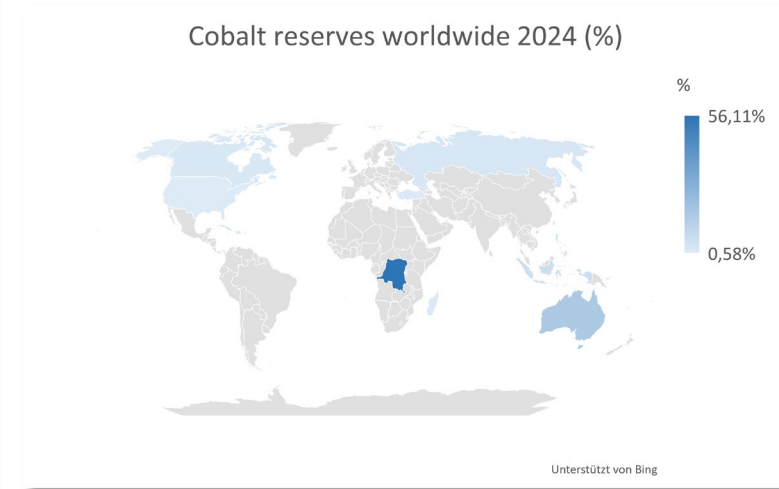 Cobalt reserves worldwide 2024 (%)
%
56,11%
0,58%
Unterstützt von Bing